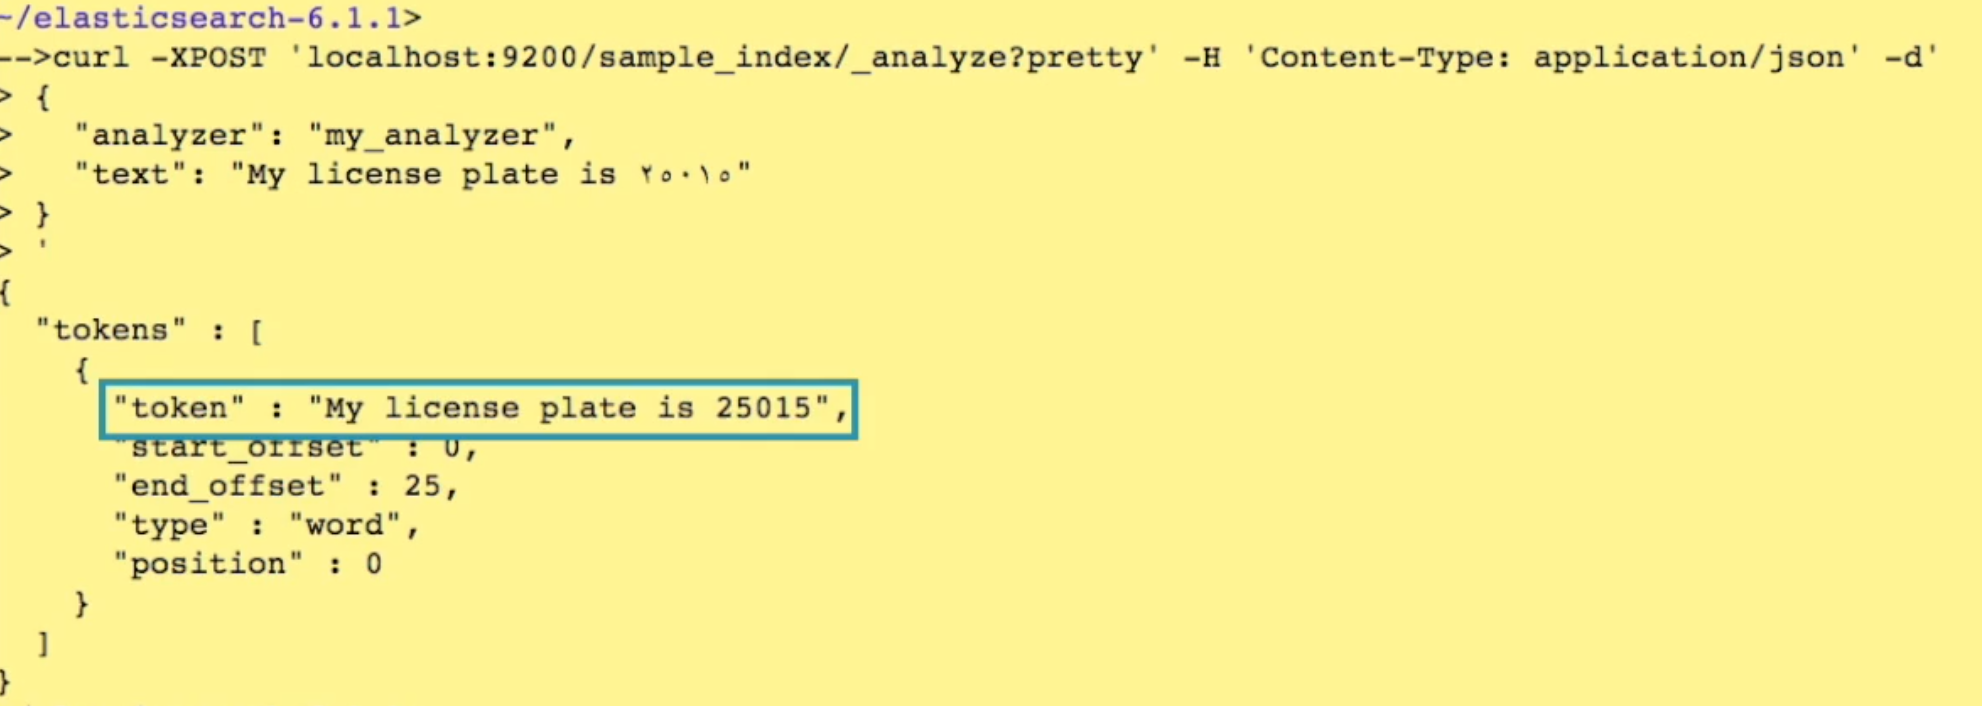 ~/elasticsearch-6.1.1>
-->curl -XPOST 'localhost:9200/sample_index/_analyze?pretty' -H 'Content-Type: application/json' -d'
> {
>   "analyzer": "my_analyzer",
>   "text": "My license plate is ٢٥٠١٥"
> }
> '
{
  "tokens" : [
    {
      "token" : "My license plate is 25015",
      "start_offset" : 0,
      "end_offset" : 25,
      "type" : "word",
      "position" : 0
    }
  ]
}